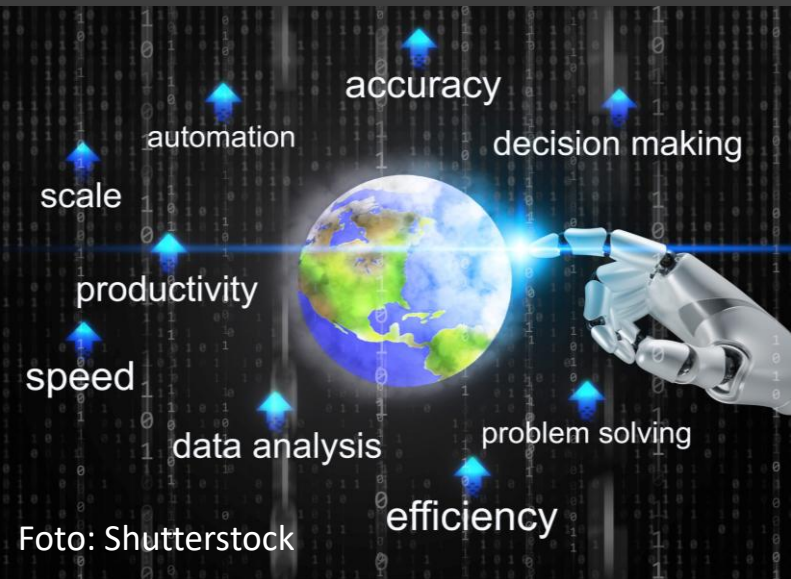 accuracy
automation
decision making
scale
productivity
speed
data analysis
problem solving
efficiency
Foto: Shutterstock